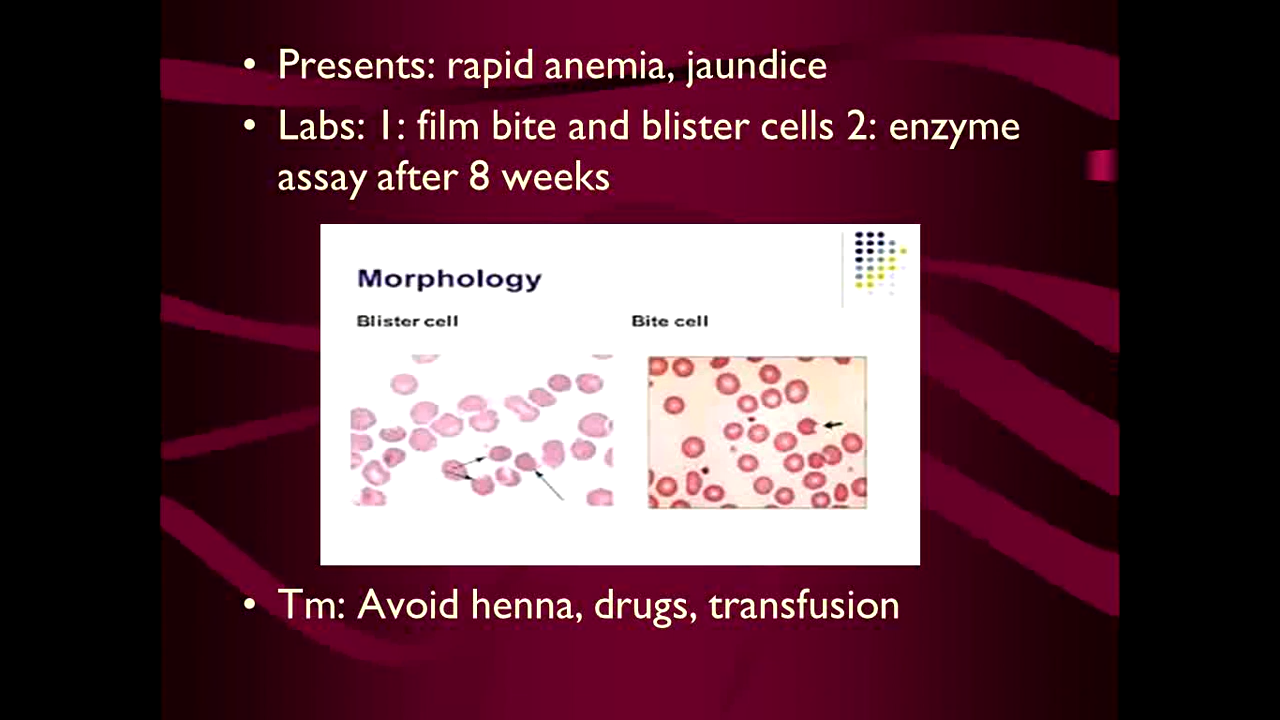 • Presents: rapid anemia, jaundice
• Labs: 1: film bite and blister cells 2: enzyme
assay after 8 weeks
Morphology
Blister cell
Bite cell
• Tm: Avoid henna, drugs, transfusion